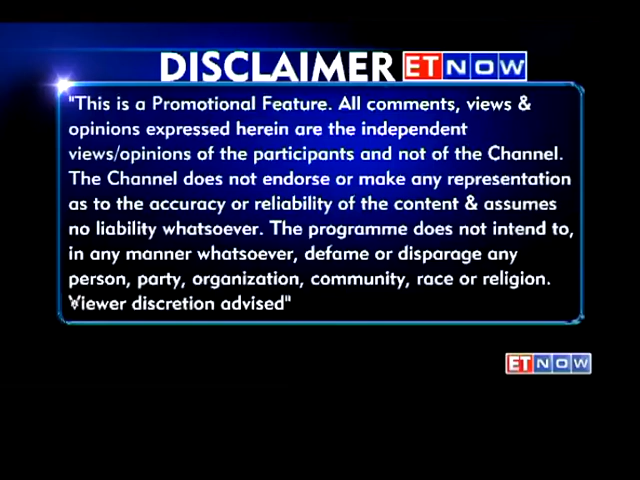 DISCLAIMER ET NOW
"This is a Promotional Feature. All comments, views &
opinions expressed herein are the independent
views/opinions of the participants and not of the Channel.
The Channel does not endorse or make any representation
as to the accuracy or reliability of the content & assumes
no liability whatsoever. The programme does not intend to,
in any manner whatsoever, defame or disparage any
person, party, organization, community, race or religion.
Viewer discretion advised"
ET NOW